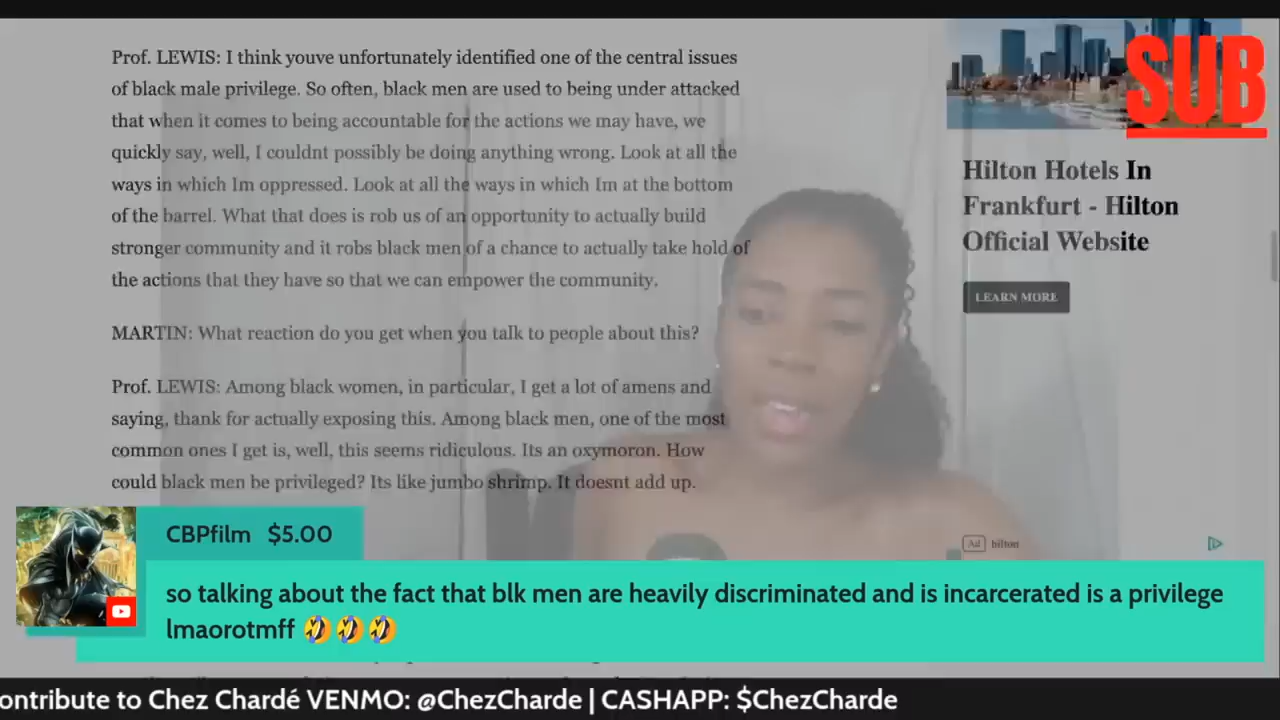 Prof. LEWIS: I think youve unfortunately identified one of the central issues
of black male privilege. So often, black men are used to being under attacked
that when it comes to being accountable for the actions we may have, we
quickly say, well, I couldnt possibly be doing anything wrong. Look at all the
ways in which Im oppressed. Look at all the ways in which Im at the bottom
of the barrel. What that does is rob us of an opportunity to actually build
stronger community and it robs black men of a chance to actually take hold of
the actions that they have so that we can empower the community.
MARTIN: What reaction do you get when you talk to people about this?
Prof. LEWIS: Among black women, in particular, I get a lot of amens and
saying, thank for actually exposing this. Among black men, one of the most
common ones I get is, well, this seems ridiculous. Its an oxymoron. How
could black men be privileged? Its like jumbo shrimp. It doesnt add up.
SUB
Hilton Hotels In
Frankfurt - Hilton
Official Website
LEARN MORE
Ad hilton
CBPfilm $5.00
so talking about the fact that blk men are heavily discriminated and is incarcerated is a privilege
lmaorotmff 🤣🤣🤣
ontribute to Chez Chardé VENMO: @ChezCharde | CASHAPP: $ChezCharde